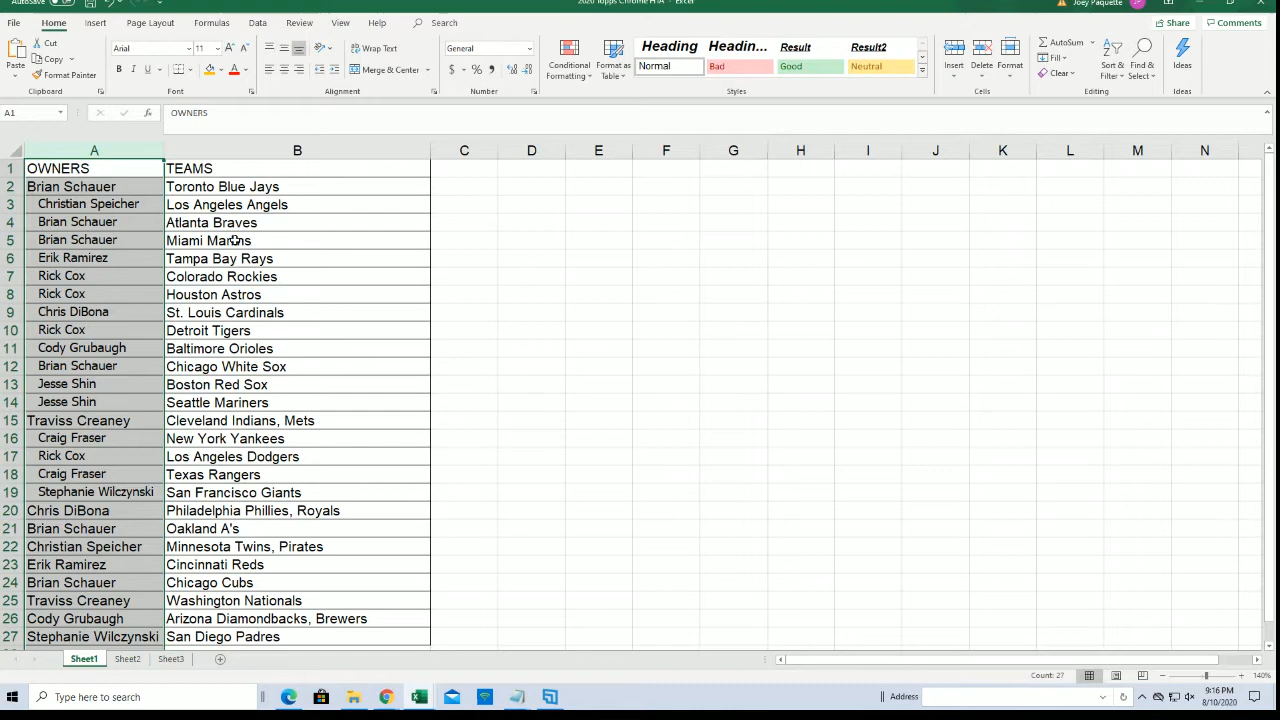 AutoSave
2020 Topps Chrome HTA - Excel
Joey Paquette
File Home Insert Page Layout Formulas Data Review View Help Search Share Comments
Paste Cut Copy Format Painter
Arial 11
B I U
Wrap Text
Merge & Center
General
$ % ,
Conditional Formatting Format as Table
Heading Headin... Result Result2
Normal Bad Good Neutral
Insert Delete Format
AutoSum Fill Clear
Sort & Filter Find & Select
Ideas
Clipboard Font Alignment Number Styles Cells Editing Ideas
A1 fx OWNERS
A B C D E F G H I J K L M N
1 OWNERS TEAMS
2 Brian Schauer Toronto Blue Jays
3 Christian Speicher Los Angeles Angels
4 Brian Schauer Atlanta Braves
5 Brian Schauer Miami Marlins
6 Erik Ramirez Tampa Bay Rays
7 Rick Cox Colorado Rockies
8 Rick Cox Houston Astros
9 Chris DiBona St. Louis Cardinals
10 Rick Cox Detroit Tigers
11 Cody Grubaugh Baltimore Orioles
12 Brian Schauer Chicago White Sox
13 Jesse Shin Boston Red Sox
14 Jesse Shin Seattle Mariners
15 Traviss Creaney Cleveland Indians, Mets
16 Craig Fraser New York Yankees
17 Rick Cox Los Angeles Dodgers
18 Craig Fraser Texas Rangers
19 Stephanie Wilczynski San Francisco Giants
20 Chris DiBona Philadelphia Phillies, Royals
21 Brian Schauer Oakland A's
22 Christian Speicher Minnesota Twins, Pirates
23 Erik Ramirez Cincinnati Reds
24 Brian Schauer Chicago Cubs
25 Traviss Creaney Washington Nationals
26 Cody Grubaugh Arizona Diamondbacks, Brewers
27 Stephanie Wilczynski San Diego Padres
Sheet1 Sheet2 Sheet3
Count: 27 140%
Type here to search
Address
9:16 PM
8/10/2020